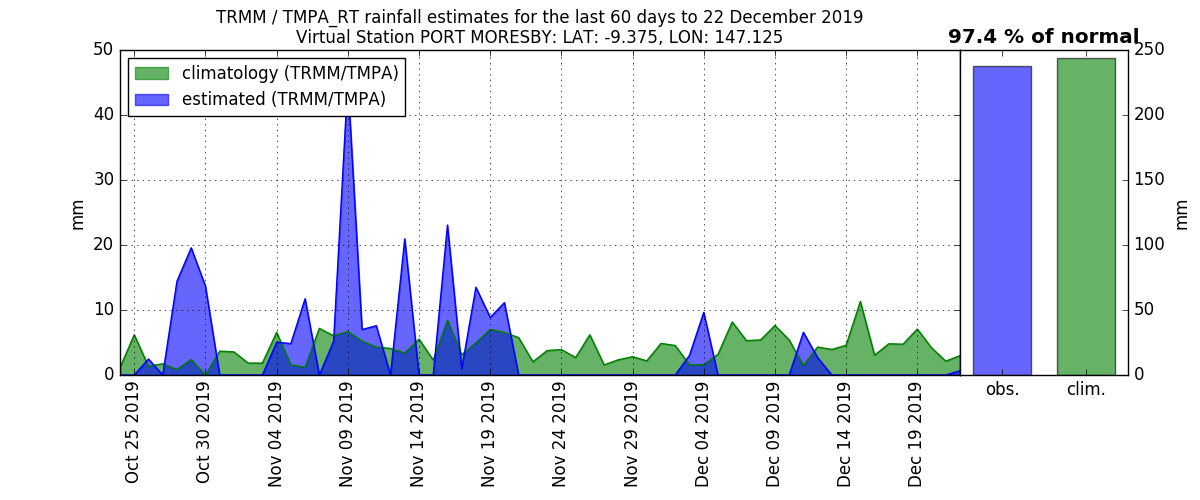 TRMM / TMPA_RT rainfall estimates for the last 60 days to 22 December 2019
Virtual Station PORT MORESBY: LAT: -9.375, LON: 147.125
97.4 % of normal
climatology (TRMM/TMPA)
estimated (TRMM/TMPA)
50
40
30
20
10
0
mm
250
200
150
100
50
0
mm
Oct 25 2019
Oct 30 2019
Nov 04 2019
Nov 09 2019
Nov 14 2019
Nov 19 2019
Nov 24 2019
Nov 29 2019
Dec 04 2019
Dec 09 2019
Dec 14 2019
Dec 19 2019
obs.
clim.